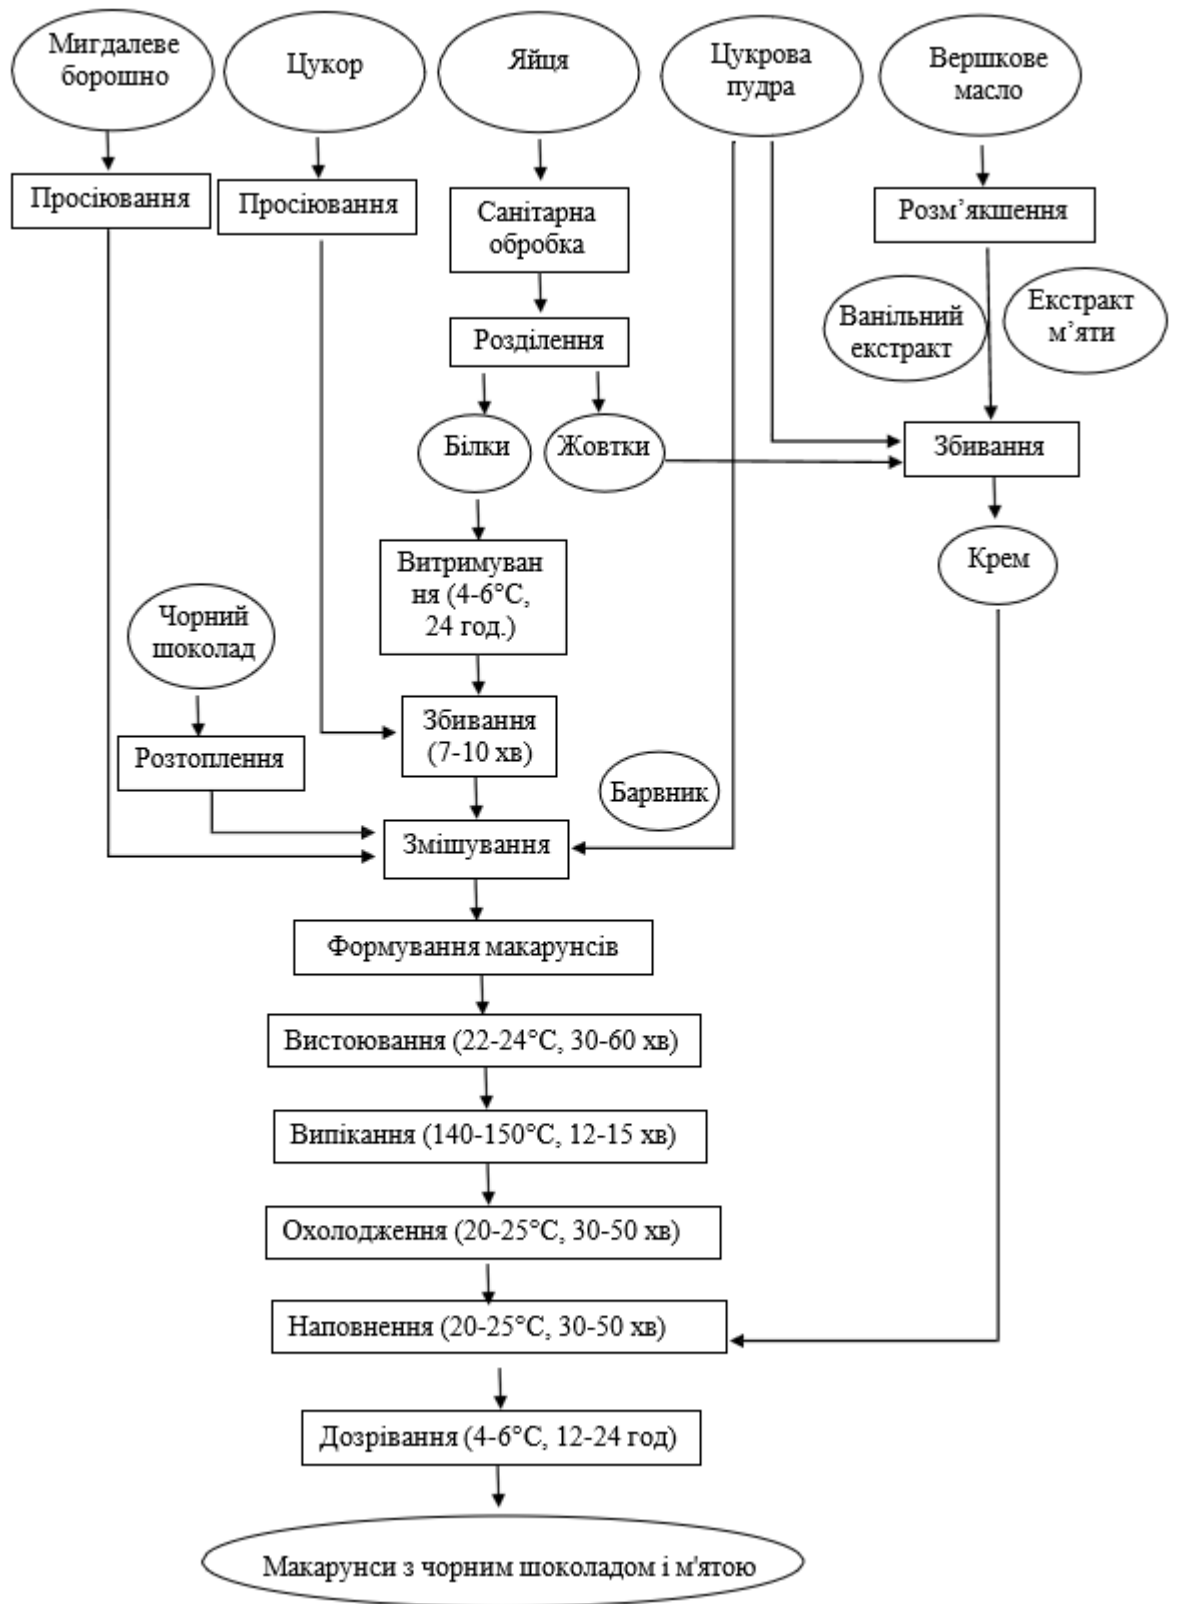 Мигдалеве
борошно
Цукор
Яйця
Цукрова
пудра
Вершкове
масло
Просіювання
Просіювання
Санітарна
обробка
Розм’якшення
Ванільний
екстракт
Екстракт
м’яти
Розділення
Білки
Жовтки
Збивання
Крем
Витримуван
ня (4-6°С,
24 год.)
Чорний
шоколад
Розтоплення
Збивання
(7-10 хв)
Барвник
Змішування
Формування макарунсів
Вистоювання (22-24°С, 30-60 хв)
Випікання (140-150°С, 12-15 хв)
Охолодження (20-25°С, 30-50 хв)
Наповнення (20-25°С, 30-50 хв)
Дозрівання (4-6°С, 12-24 год)
Макарунси з чорним шоколадом і м'ятою